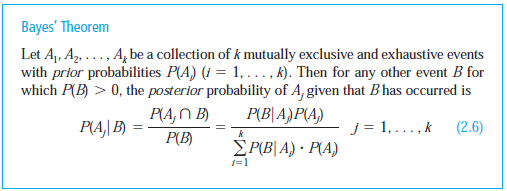 Bayes' Theorem
Let A₁, A₂, . . . , Aₖ be a collection of k mutually exclusive and exhaustive events
with prior probabilities P(Aᵢ) (i = 1, . . . , k). Then for any other event B for
which P(B) > 0, the posterior probability of Aⱼ given that B has occurred is
P(Aⱼ|B) = P(Aⱼ ∩ B) / P(B) = P(B|Aⱼ)P(Aⱼ) / ∑ᵢ₌₁ᵏ P(B|Aᵢ) · P(Aᵢ) j = 1, . . . , k (2.6)